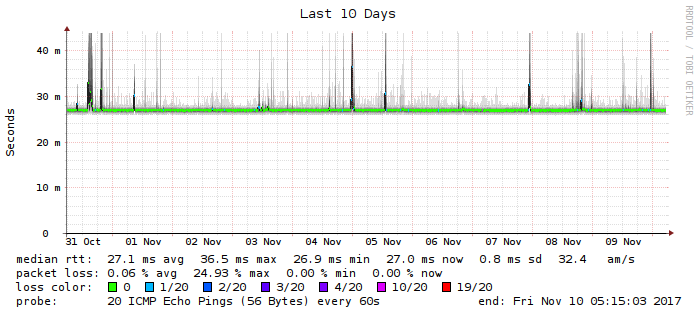 Last 10 Days
RRDTOOL / TOBI OETIKER
Seconds
40 m
30 m
20 m
10 m
0
31 Oct 01 Nov 02 Nov 03 Nov 04 Nov 05 Nov 06 Nov 07 Nov 08 Nov 09 Nov
median rtt: 27.1 ms avg 36.5 ms max 26.9 ms min 27.0 ms now 0.8 ms sd 32.4 am/s
packet loss: 0.06 % avg 24.93 % max 0.00 % min 0.00 % now
loss color: 0 1/20 2/20 3/20 4/20 10/20 19/20
probe: 20 ICMP Echo Pings (56 Bytes) every 60s end: Fri Nov 10 05:15:03 2017